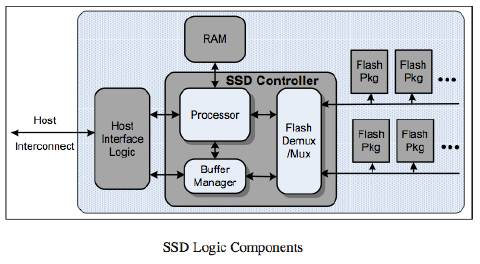 RAM
SSD Controller
Flash
Pkg
Flash
Pkg
Host
Interconnect
Host
Interface
Logic
Processor
Buffer
Manager
Flash
Demux
/Mux
Flash
Pkg
Flash
Pkg
SSD Logic Components